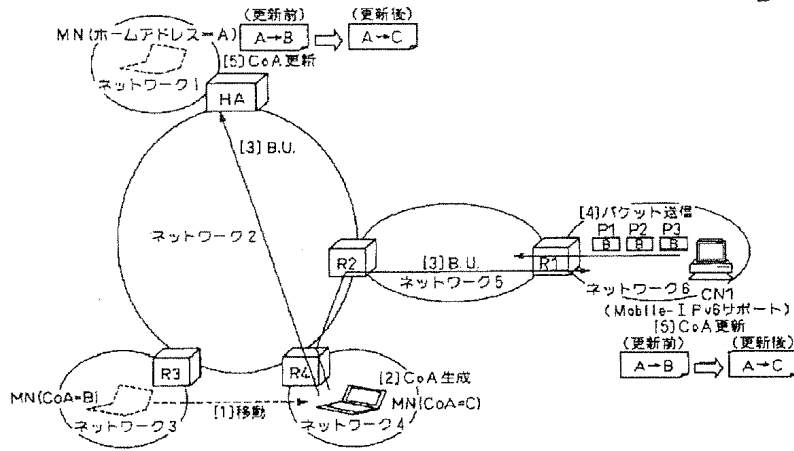 (更新前)
(更新後)
MN(ホームアドレス=A)
A→B
A→C
[5]CoA更新
ネットワーク1
HA
[3]B.U.
ネットワーク2
[4]パケット送信
P1 P2 P3
B B B
R2
[3]B.U.
R1
ネットワーク5
ネットワーク6
CN1
(Mobile-IPv6サポート)
[5]CoA更新
(更新前)
(更新後)
A→B
A→C
R3
R4
[2]CoA生成
MN(CoA=B)
MN(CoA=C)
[1]移動
ネットワーク3
ネットワーク4